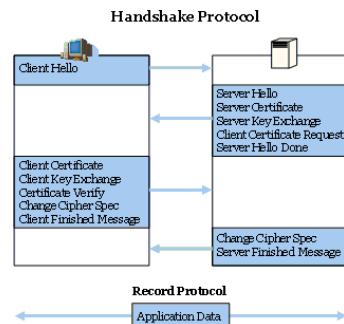 Handshake Protocol
Client Hello
Server Hello
Server Certificate
Server Key Exchange
Client Certificate Request
Server Hello Done
Client Certificate
Client Key Exchange
Certificate Verify
Change Cipher Spec
Client Finished Message
Change Cipher Spec
Server Finished Message
Record Protocol
Application Data